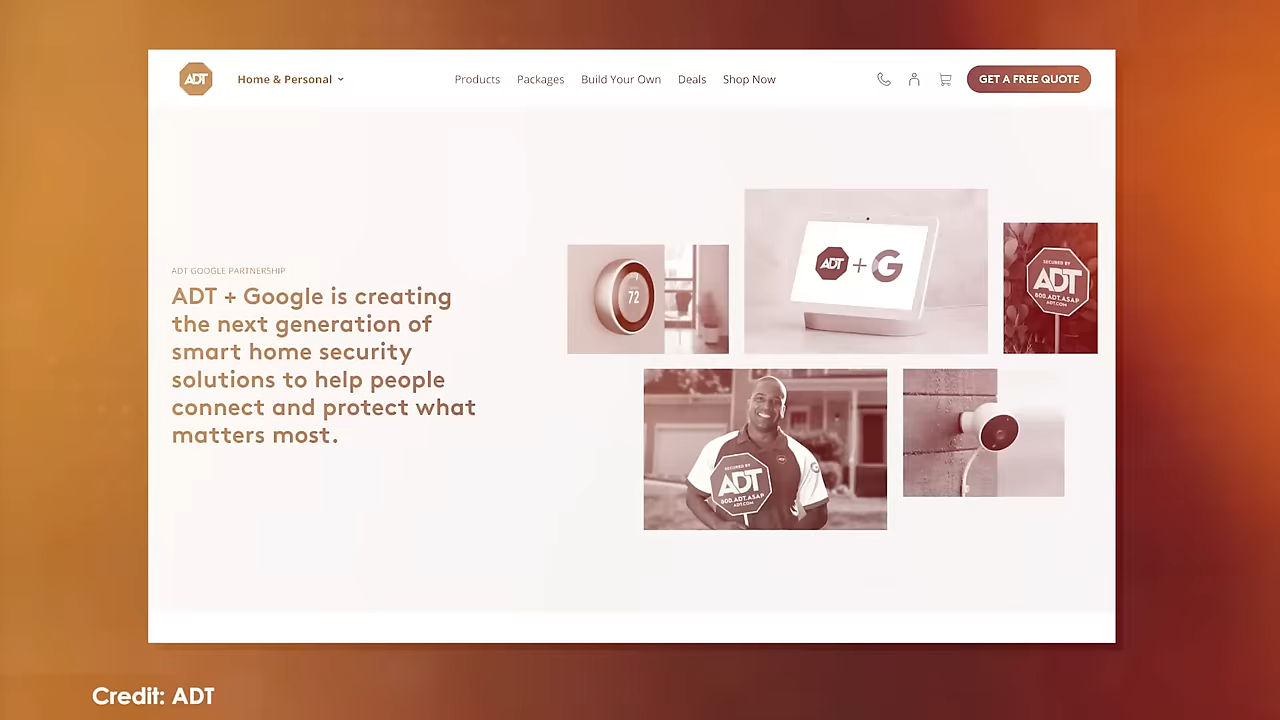 ADT
Home & Personal
Products
Packages
Build Your Own
Deals
Shop Now
GET A FREE QUOTE
ADT GOOGLE PARTNERSHIP
ADT + Google is creating
the next generation of
smart home security
solutions to help people
connect and protect what
matters most.
72
ADT + G
SECURED BY
ADT
800.ADT.ASAP
ADT.COM
SECURED BY
ADT
800.ADT.ASAP
ADT.COM
Credit: ADT